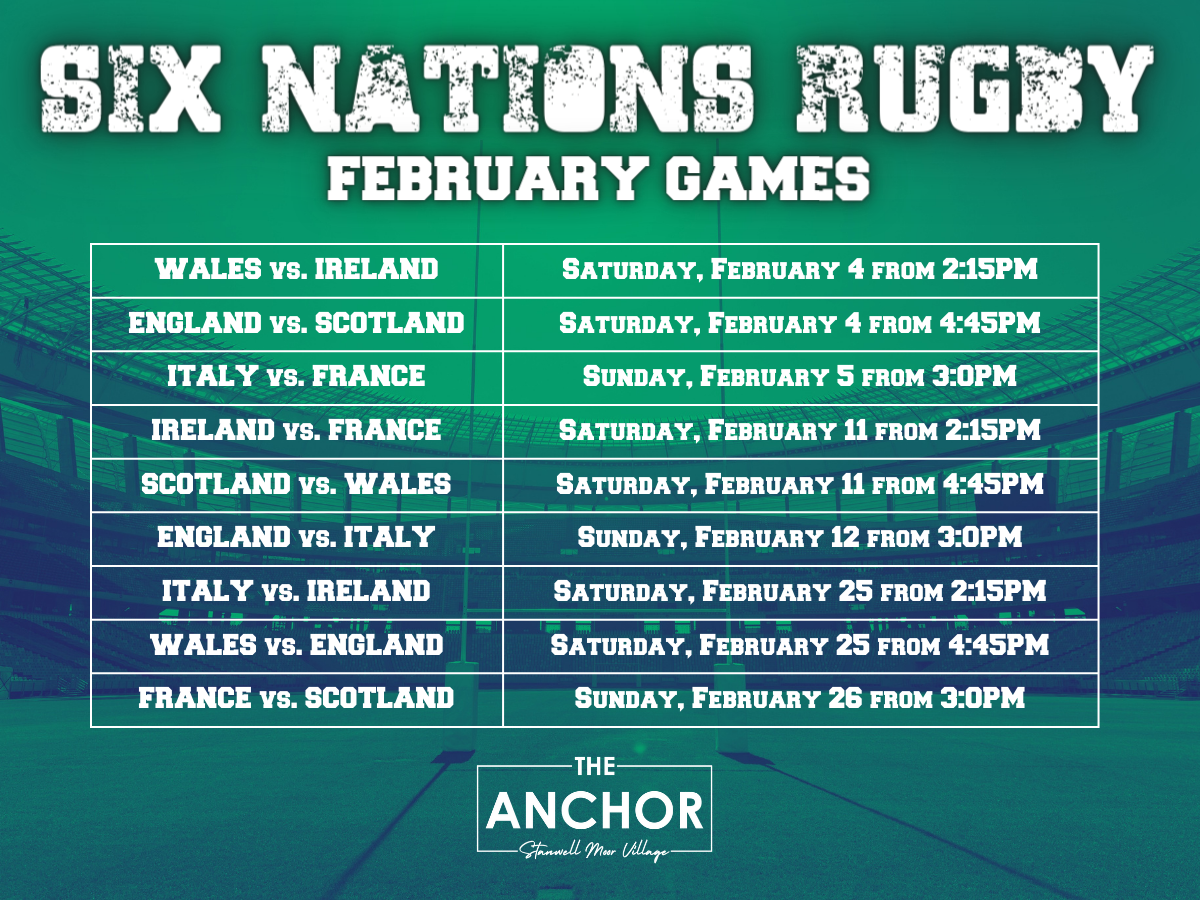 SIX NATIONS RUGBY
FEBRUARY GAMES
WALES vs. IRELAND Saturday, February 4 from 2:15PM
ENGLAND vs. SCOTLAND Saturday, February 4 from 4:45PM
ITALY vs. FRANCE Sunday, February 5 from 3:0PM
IRELAND vs. FRANCE Saturday, February 11 from 2:15PM
SCOTLAND vs. WALES Saturday, February 11 from 4:45PM
ENGLAND vs. ITALY Sunday, February 12 from 3:0PM
ITALY vs. IRELAND Saturday, February 25 from 2:15PM
WALES vs. ENGLAND Saturday, February 25 from 4:45PM
FRANCE vs. SCOTLAND Sunday, February 26 from 3:0PM
THE
ANCHOR
Stanwell Moor Village